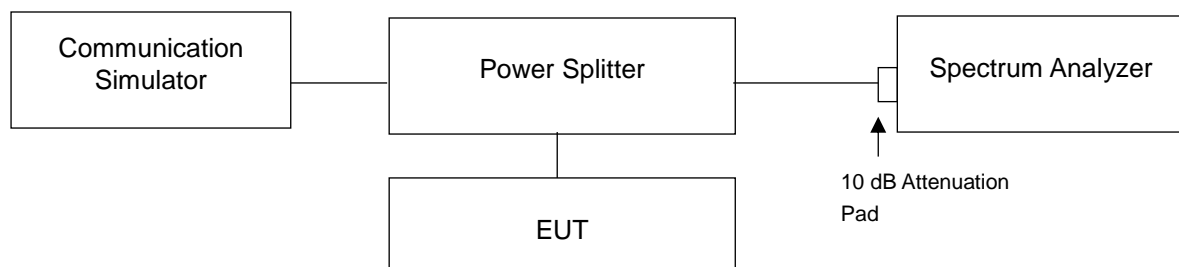 Communication
Simulator
Power Splitter
Spectrum Analyzer
10 dB Attenuation
Pad
EUT